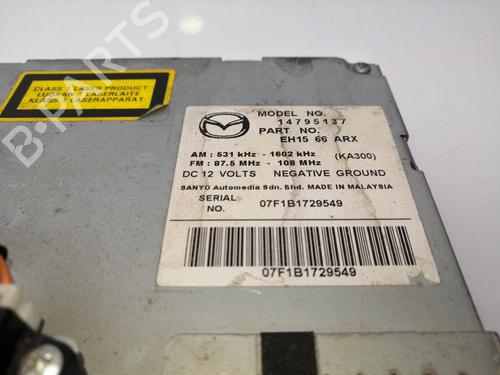 CLASS 1 LASER PRODUCT
LUOKAN 1 LASERLAITE
KLASS 1 LASERAPPARAT
MODEL NO.
14795137
PART NO.
EH15 66 ARX
AM : 531 kHz - 1602 kHz (KA300)
FM : 87.5 MHz - 108 MHz
DC 12 VOLTS NEGATIVE GROUND
SANYO Automedia Sdn. Bhd. MADE IN MALAYSIA
SERIAL NO. 07F1B1729549
07F1B1729549
B-PARTS